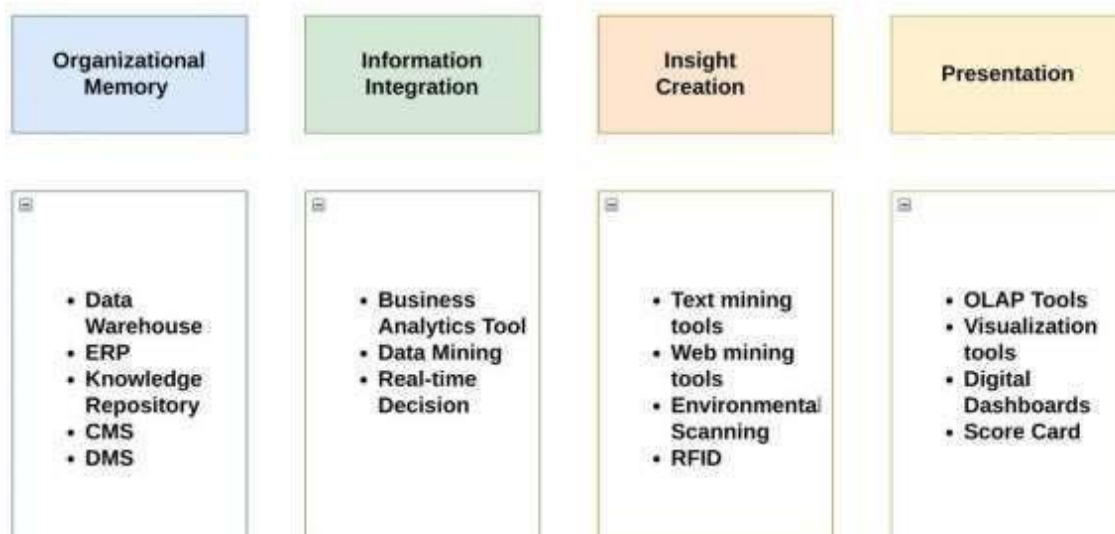 Organizational
Memory
Information
Integration
Insight
Creation
Presentation
• Data
Warehouse
• ERP
• Knowledge
Repository
• CMS
• DMS
• Business
Analytics Tool
• Data Mining
• Real-time
Decision
• Text mining
tools
• Web mining
tools
• Environmental
Scanning
• RFID
• OLAP Tools
• Visualization
tools
• Digital
Dashboards
• Score Card